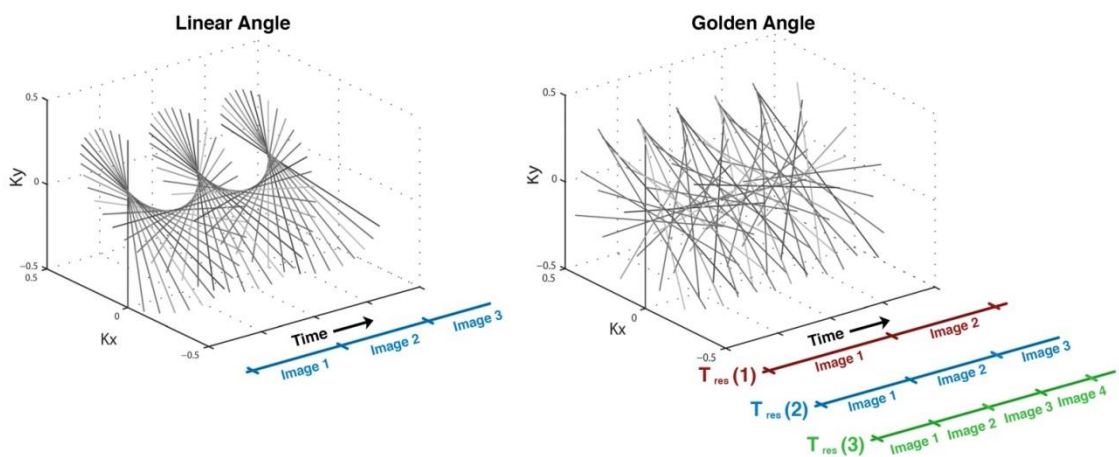 Linear Angle
0.5
Ky
0
−0.5
0.5
Kx
0
−0.5
Time
Image 1
Image 2
Image 3
Golden Angle
0.5
Ky
0
−0.5
0.5
Kx
0
−0.5
Time
T res (1)
Image 1
Image 2
T res (2)
Image 1
Image 2
Image 3
T res (3)
Image 1
Image 2
Image 3
Image 4